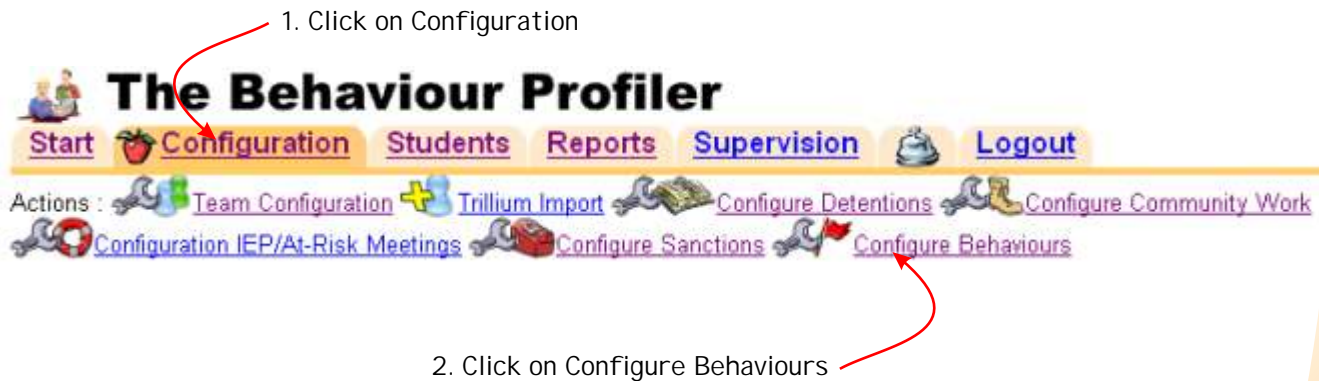 1. Click on Configuration
The Behaviour Profiler
Start Configuration Students Reports Supervision Logout
Actions : Team Configuration Trillium Import Configure Detentions Configure Community Work
Configuration IEP/At-Risk Meetings Configure Sanctions Configure Behaviours
2. Click on Configure Behaviours